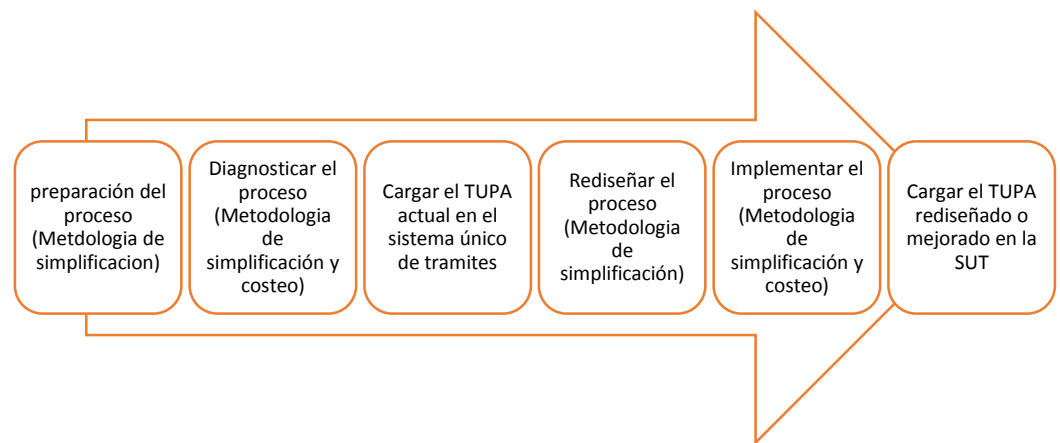 preparación del
proceso
(Metdologia de
simplificacion)
Diagnosticar el
proceso
(Metodologia
de
simplificación y
costeo)
Cargar el TUPA
actual en el
sistema único
de tramites
Rediseñar el
proceso
(Metodologia
de
simplificación)
Implementar el
proceso
(Metodologia
de
simplificación y
costeo)
Cargar el TUPA
rediseñado o
mejorado en la
SUT